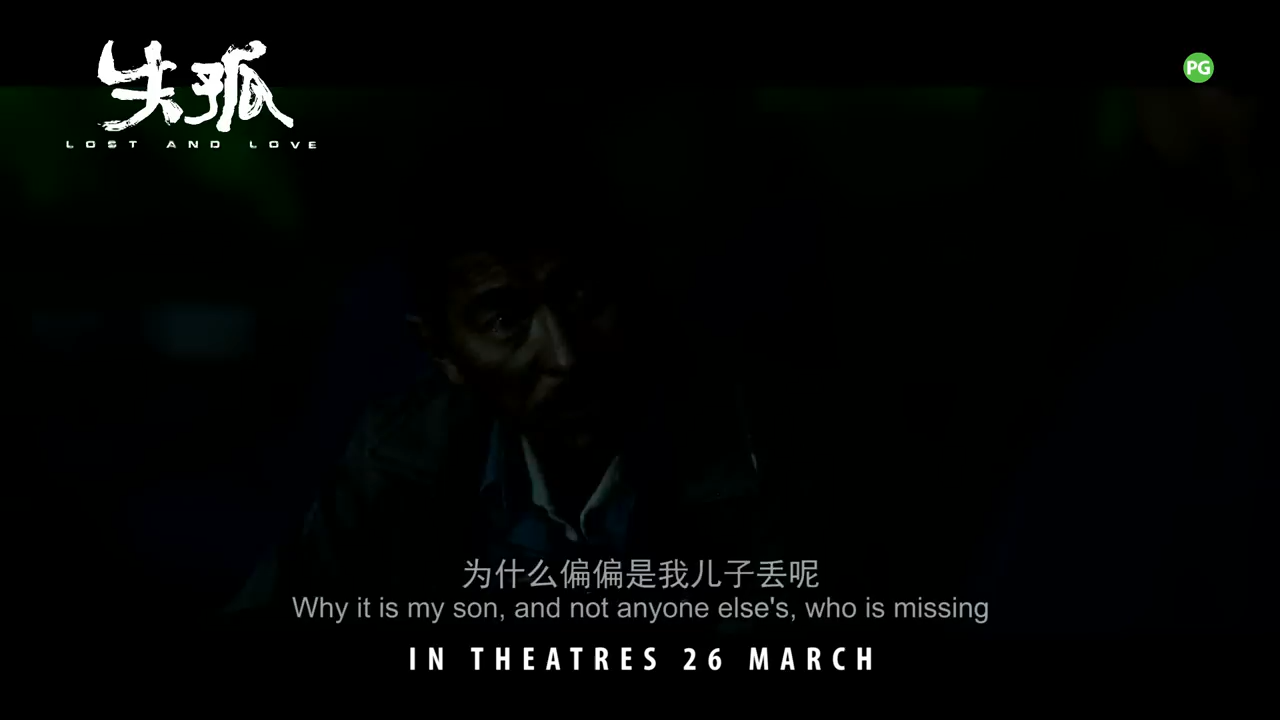 失孤
LOST AND LOVE
PG
为什么偏偏是我儿子丢呢
Why it is my son, and not anyone else's, who is missing
IN THEATRES 26 MARCH